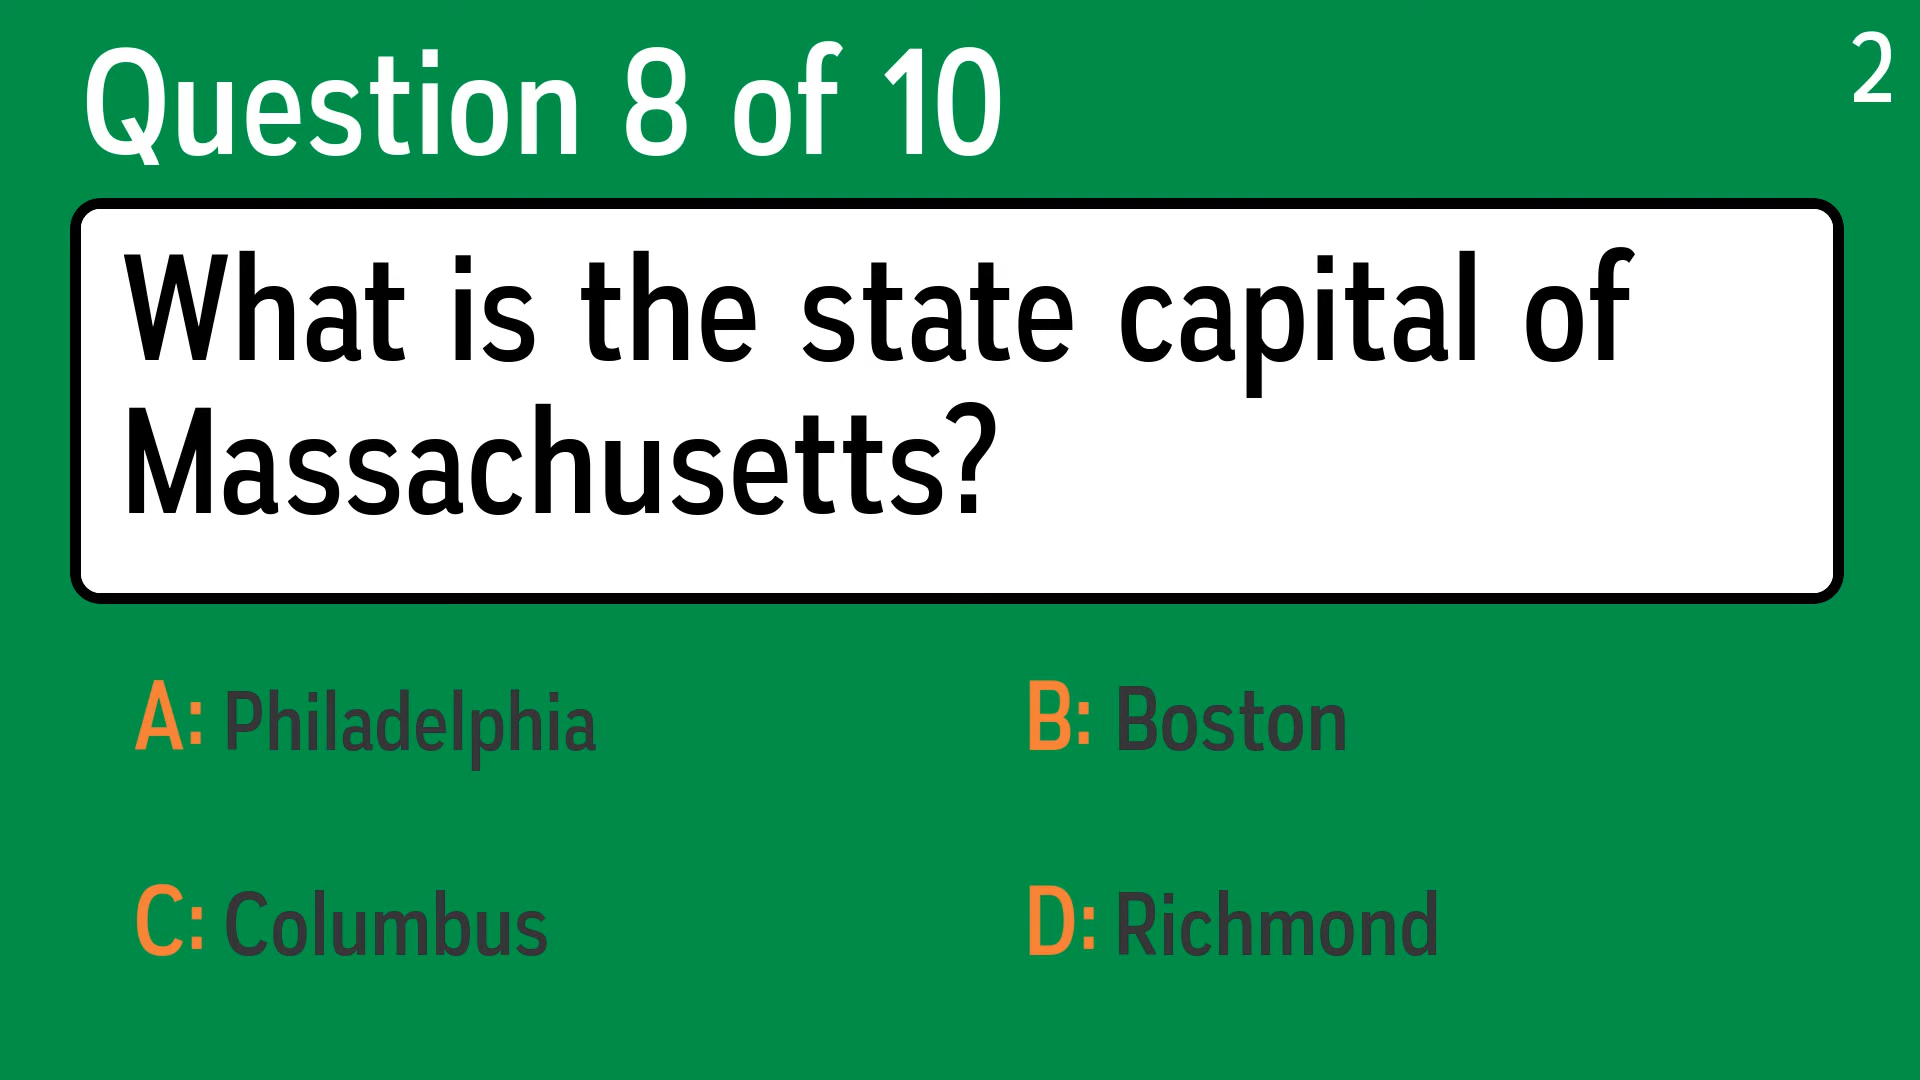 Question 8 of 10
2
What is the state capital of
Massachusetts?
A: Philadelphia
B: Boston
C: Columbus
D: Richmond